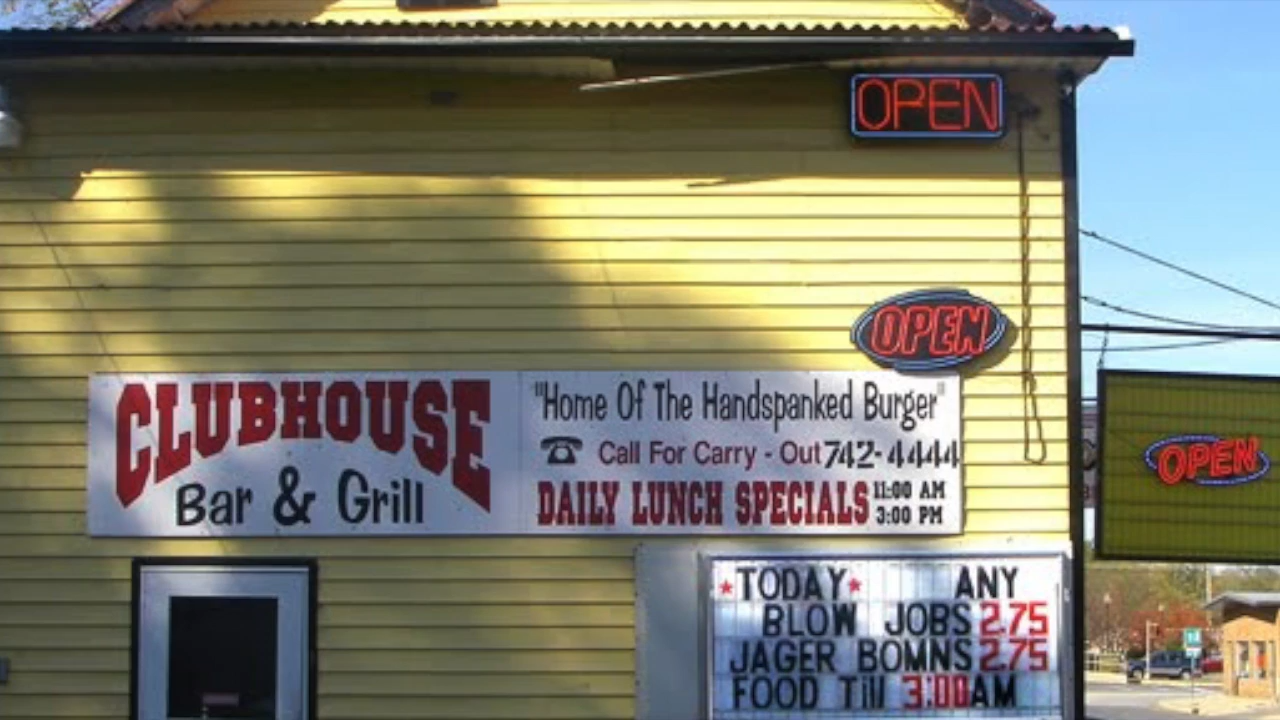 OPEN
OPEN
OPEN
CLUBHOUSE
Bar & Grill
"Home Of The Handspanked Burger"
Call For Carry - Out 742-4444
DAILY LUNCH SPECIALS 11:00 AM
3:00 PM
*TODAY* ANY
BLOW JOBS 2.75
JAGER BOMNS 2.75
FOOD Till 3:00AM